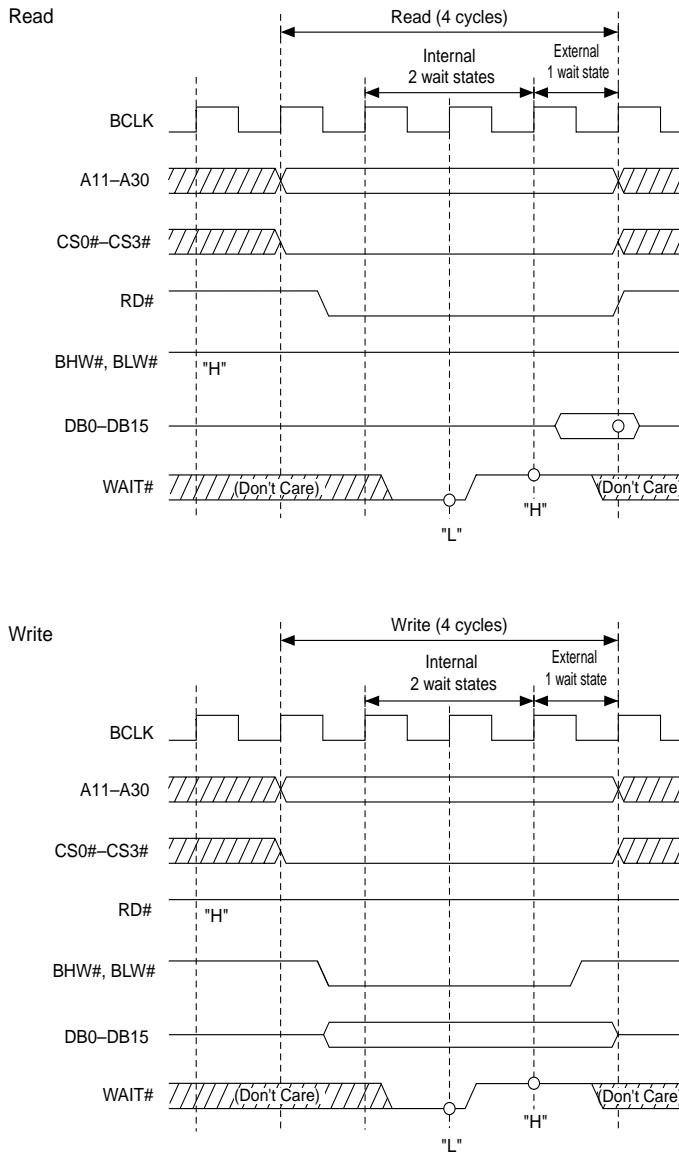 Read
Read (4 cycles)
Internal
2 wait states
External
1 wait state
BCLK
A11–A30
CS0#–CS3#
RD#
BHW#, BLW#
"H"
DB0–DB15
WAIT#
(Don't Care)
(Don't Care)
"H"
"L"
Write
Write (4 cycles)
Internal
2 wait states
External
1 wait state
BCLK
A11–A30
CS0#–CS3#
RD#
"H"
BHW#, BLW#
DB0–DB15
WAIT#
(Don't Care)
(Don't Care)
"H"
"L"